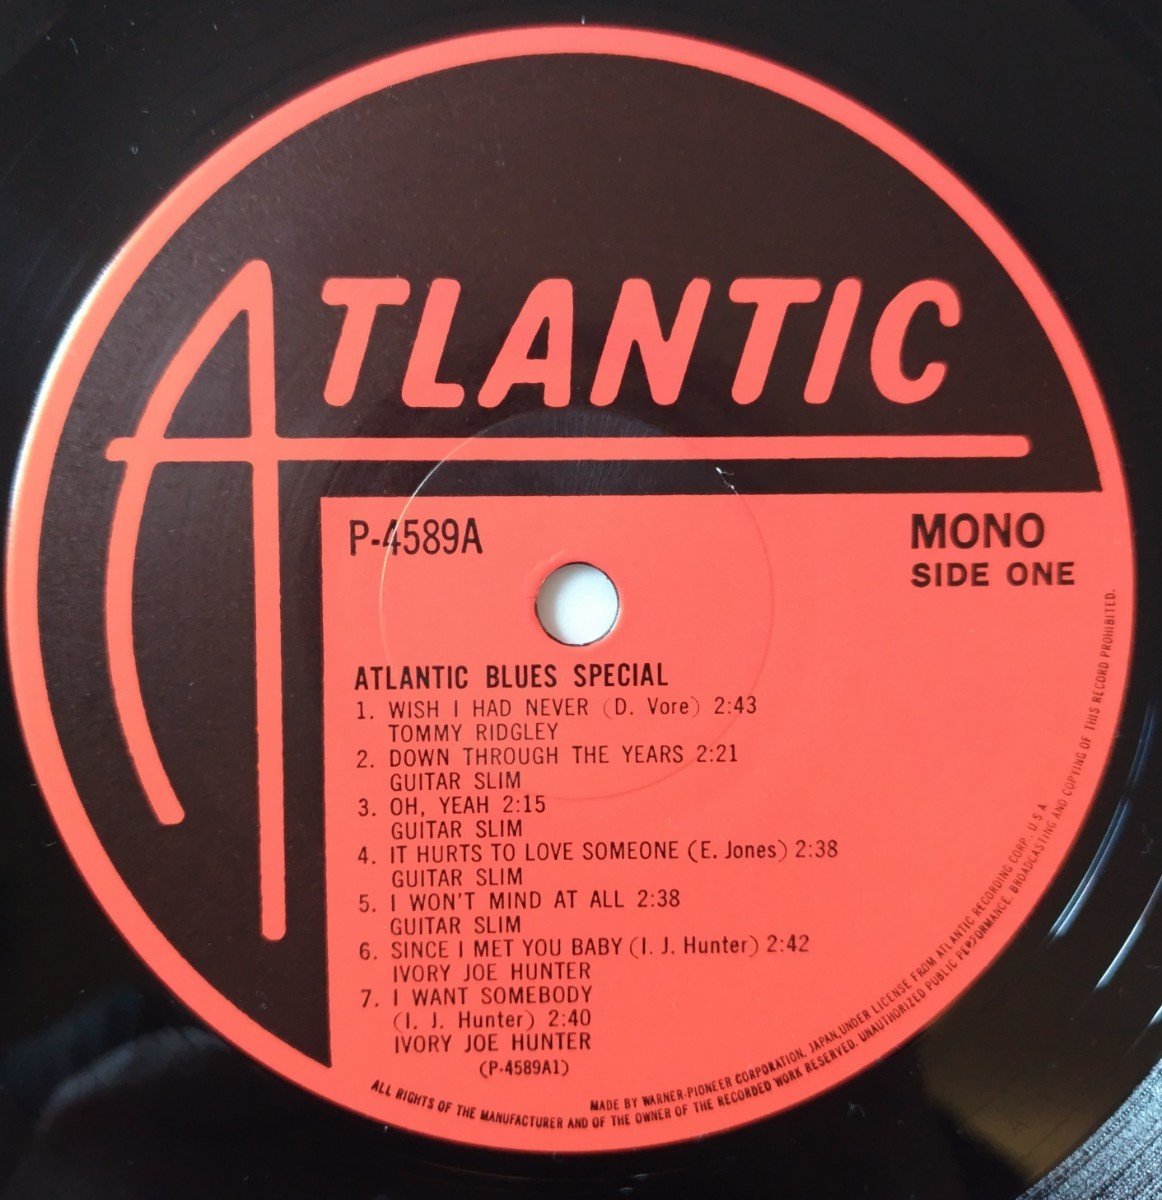 ATLANTIC
P-4589A
MONO
SIDE ONE
ATLANTIC BLUES SPECIAL
1. WISH I HAD NEVER (D. Vore) 2:43
TOMMY RIDGLEY
2. DOWN THROUGH THE YEARS 2:21
GUITAR SLIM
3. OH, YEAH 2:15
GUITAR SLIM
4. IT HURTS TO LOVE SOMEONE (E. Jones) 2:38
GUITAR SLIM
5. I WON'T MIND AT ALL 2:38
GUITAR SLIM
6. SINCE I MET YOU BABY (I. J. Hunter) 2:42
IVORY JOE HUNTER
7. I WANT SOMEBODY
(I. J. Hunter) 2:40
IVORY JOE HUNTER
(P-4589A1)
MADE BY WARNER-PIONEER CORPORATION, JAPAN, UNDER LICENSE FROM ATLANTIC RECORDING CORP., U.S.A.
ALL RIGHTS OF THE MANUFACTURER AND OF THE OWNER OF THE RECORDED WORK RESERVED. UNAUTHORIZED PUBLIC PERFORMANCE, BROADCASTING AND COPYING OF THIS RECORD PROHIBITED.